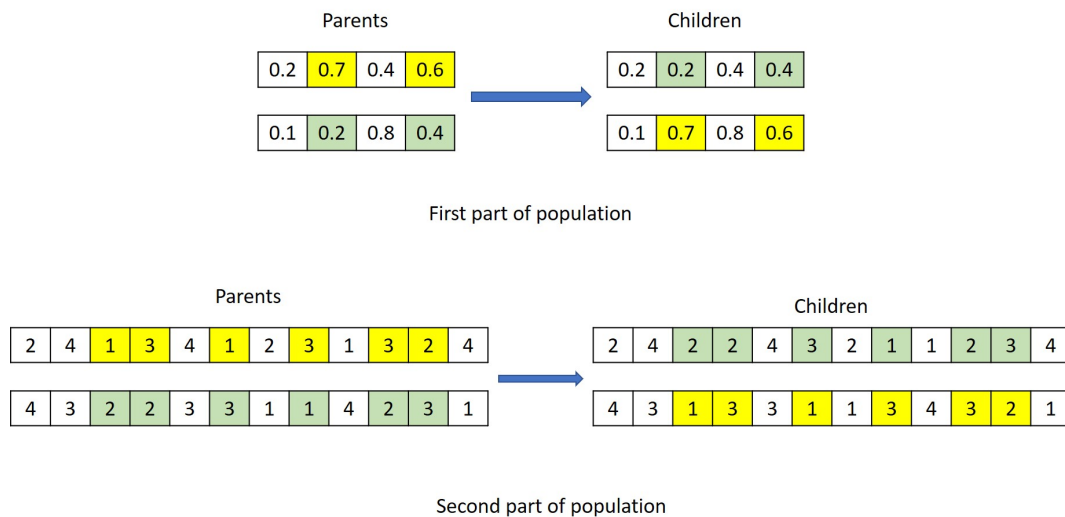 Parents Children
0.2 0.7 0.4 0.6 0.2 0.2 0.4 0.4
0.1 0.2 0.8 0.4 0.1 0.7 0.8 0.6
First part of population
Parents Children
2 4 1 3 4 1 2 3 1 3 2 4 2 4 2 2 4 3 2 1 1 2 3 4
4 3 2 2 3 3 1 1 4 2 3 1 4 3 1 3 3 1 1 3 4 3 2 1
Second part of population